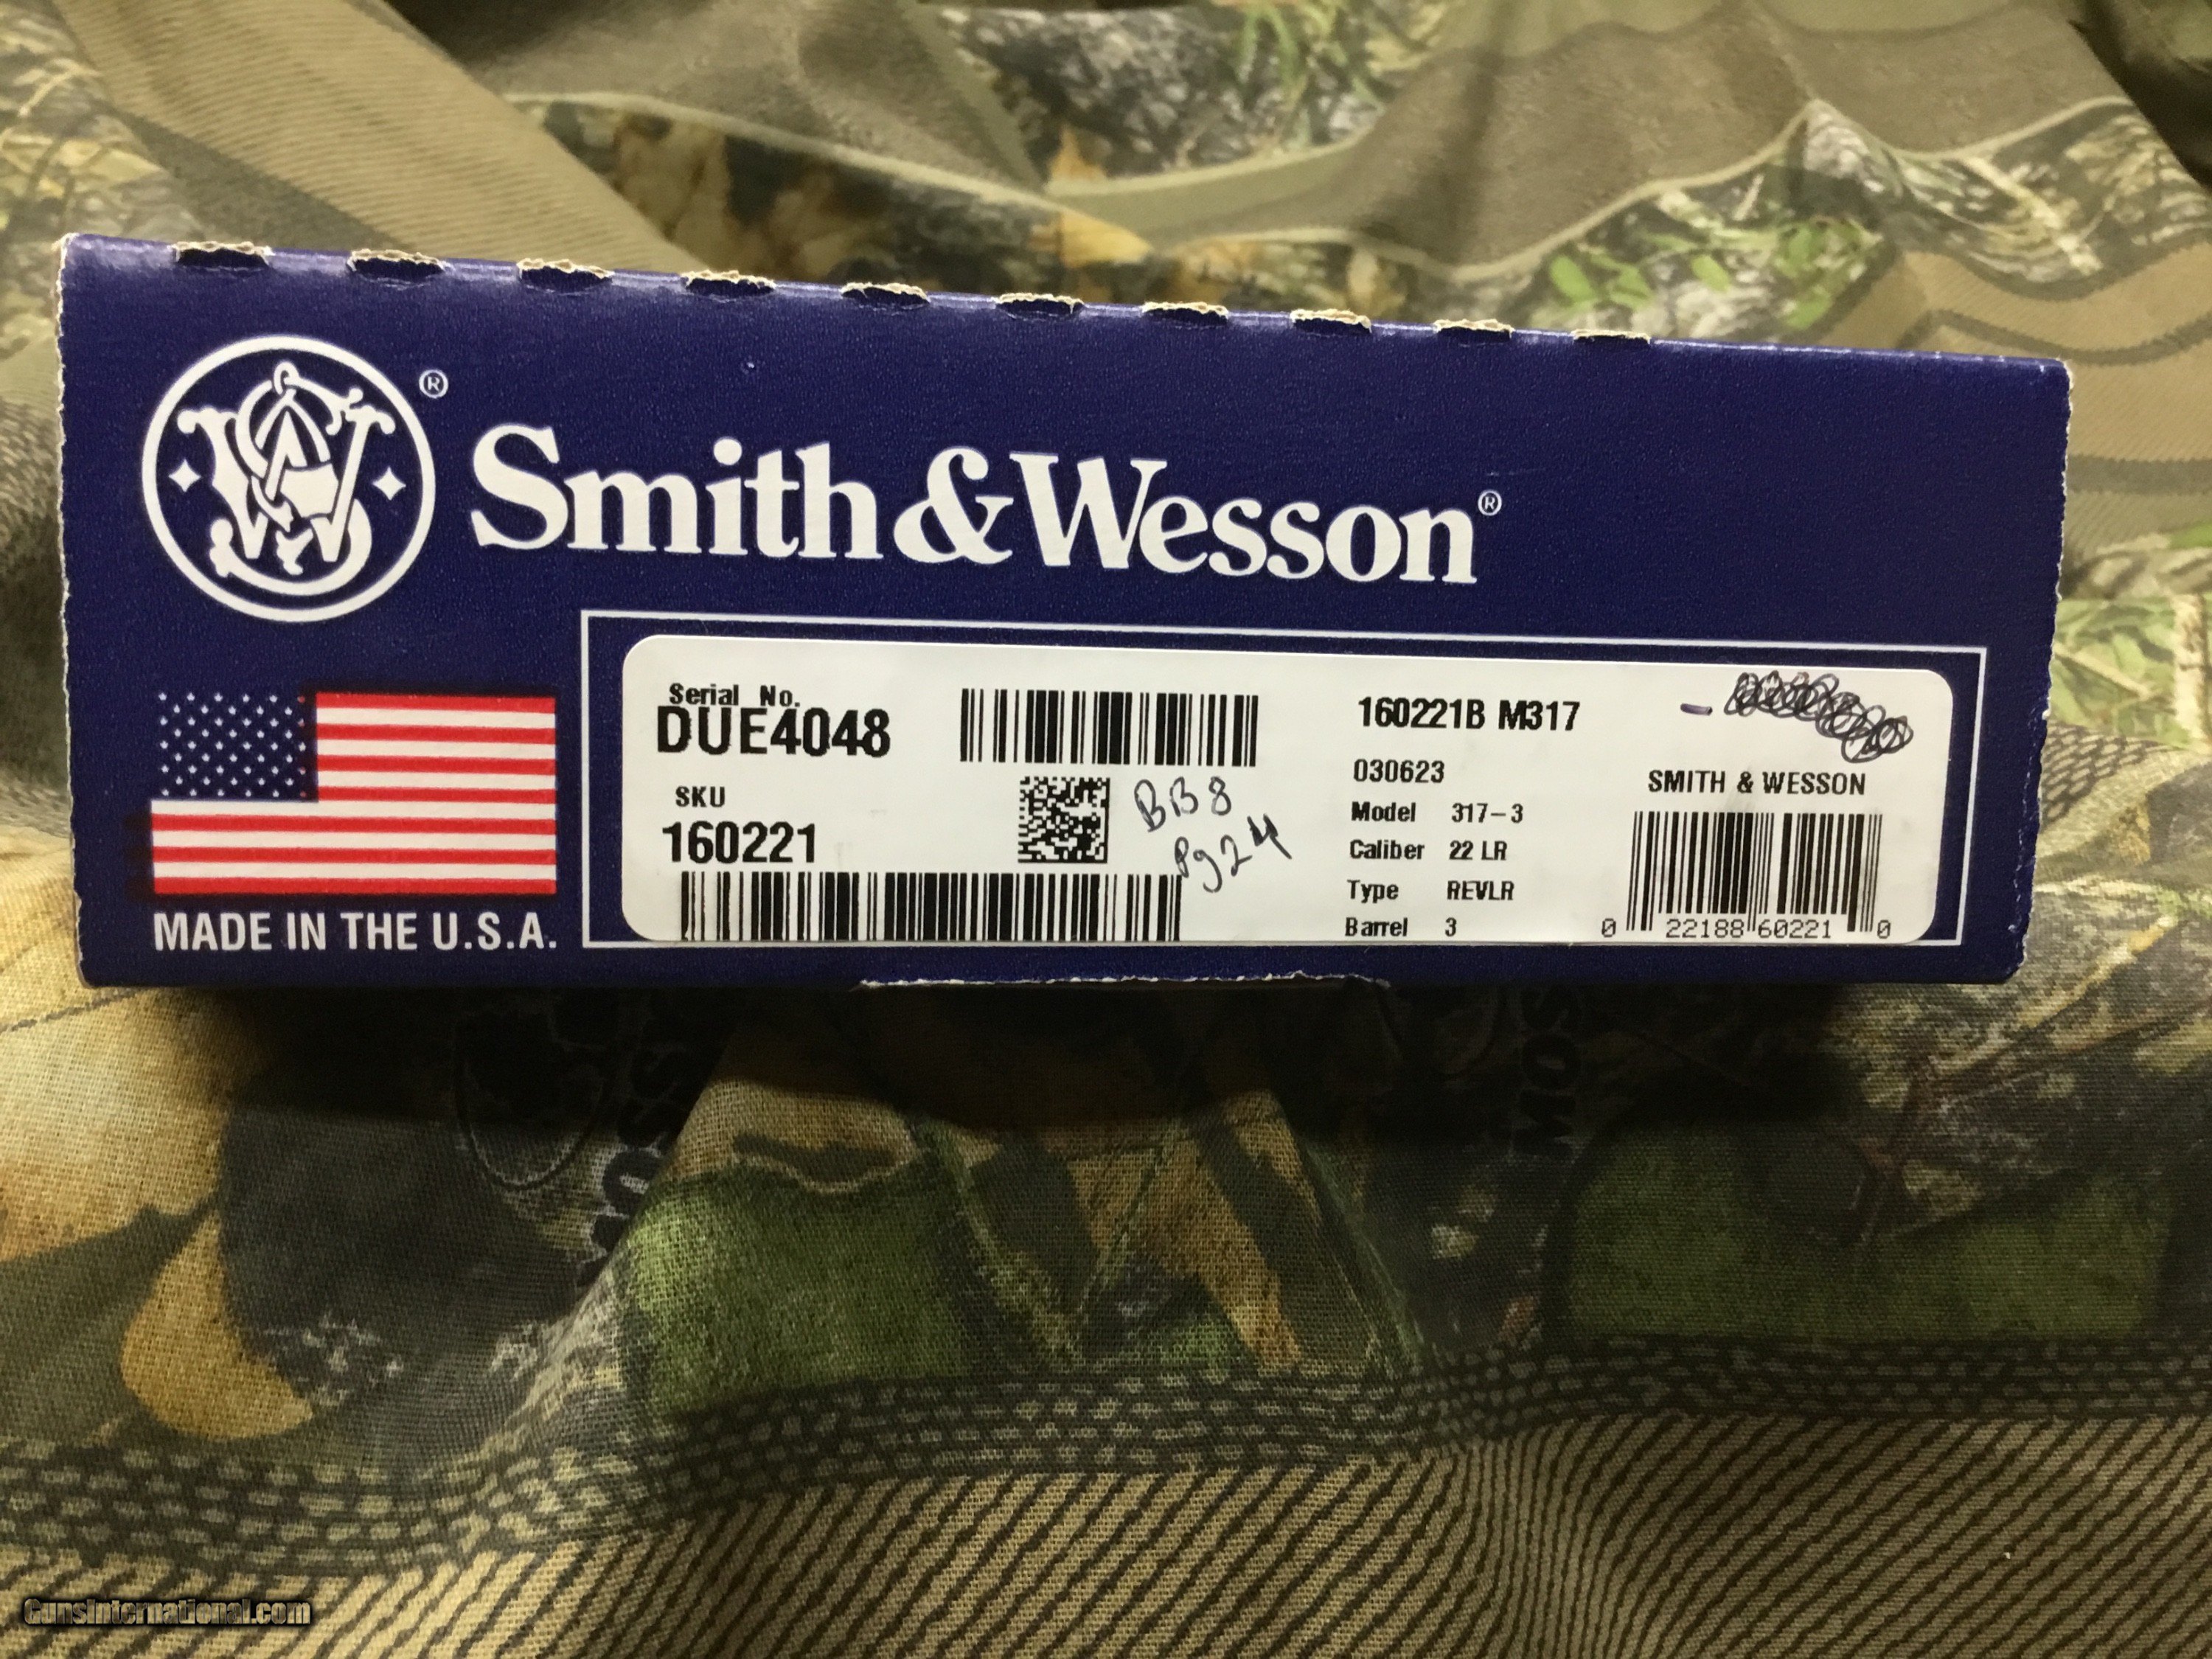 ®
Smith & Wesson®
Serial No.
DUE4048
SKU
160221
BB8
Pg24
160221B M317
030623
Model 317-3
Caliber 22 LR
Type REVLR
Barrel 3
SMITH & WESSON
0 22188 60221 0
MADE IN THE U.S.A.
GunsInternational.com